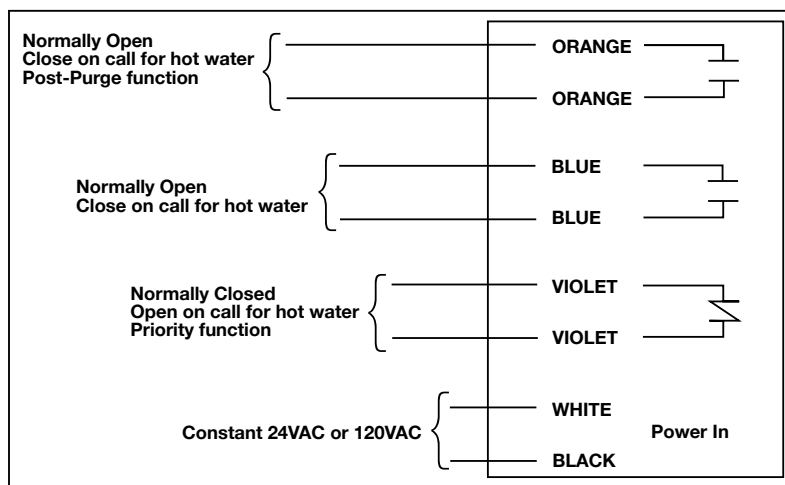 Normally Open
Close on call for hot water
Post-Purge function
ORANGE
ORANGE
Normally Open
Close on call for hot water
BLUE
BLUE
Normally Closed
Open on call for hot water
Priority function
VIOLET
VIOLET
Constant 24VAC or 120VAC
WHITE
BLACK
Power In